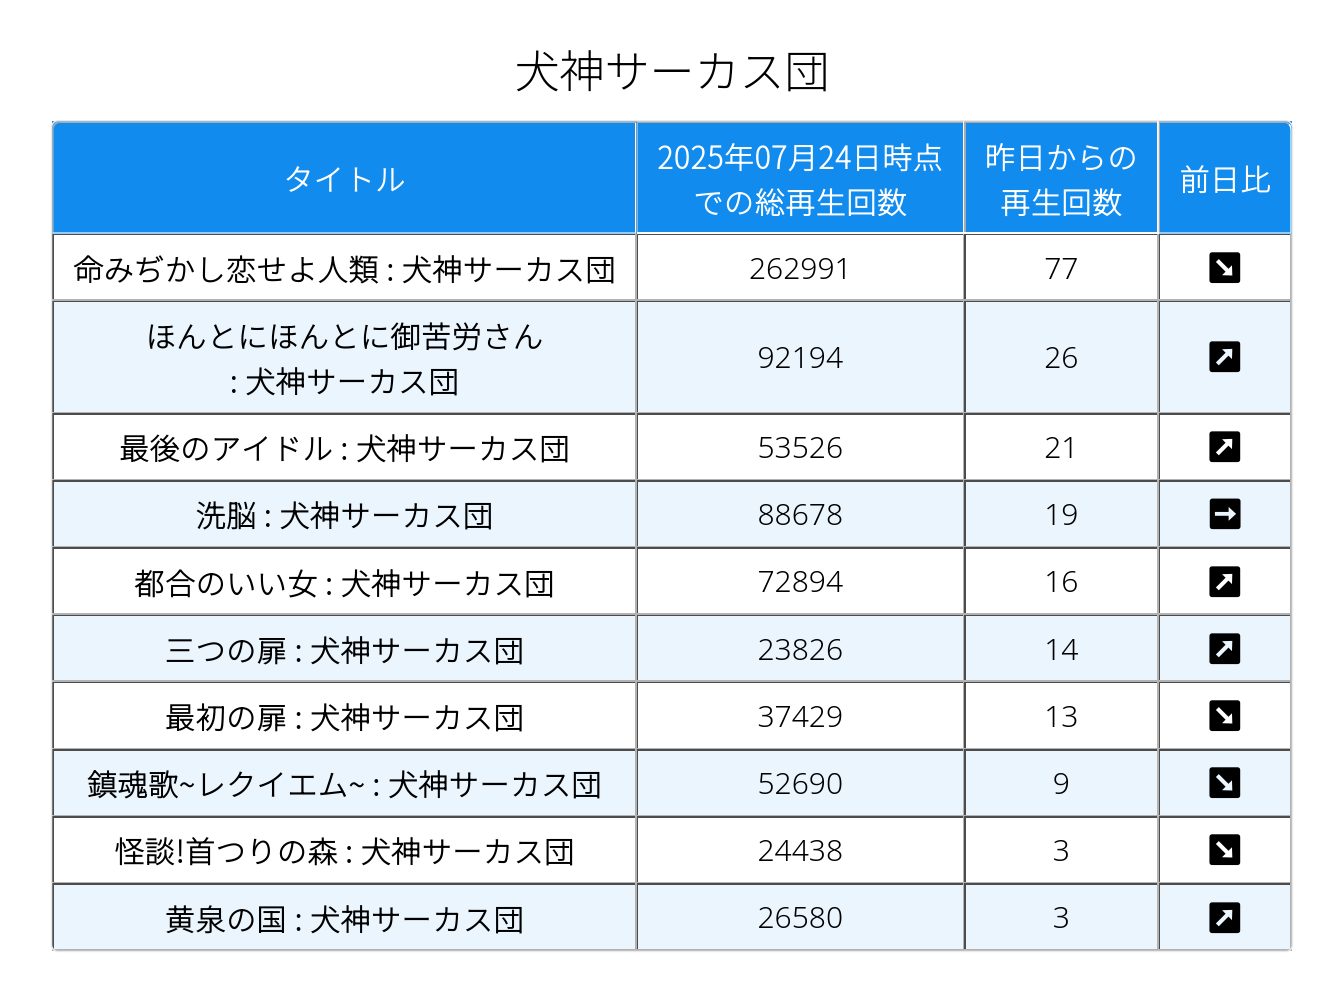 犬神サーカス団
タイトル
2025年07月24日時点
での総再生回数
昨日からの
再生回数
前日比
命みぢかし恋せよ人類 : 犬神サーカス団
262991
77
↘
ほんとにほんとに御苦労さん
: 犬神サーカス団
92194
26
↗
最後のアイドル : 犬神サーカス団
53526
21
↗
洗脳 : 犬神サーカス団
88678
19
→
都合のいい女 : 犬神サーカス団
72894
16
↗
三つの扉 : 犬神サーカス団
23826
14
↗
最初の扉 : 犬神サーカス団
37429
13
↘
鎮魂歌~レクイエム~ : 犬神サーカス団
52690
9
↘
怪談!首つりの森 : 犬神サーカス団
24438
3
↘
黄泉の国 : 犬神サーカス団
26580
3
↗